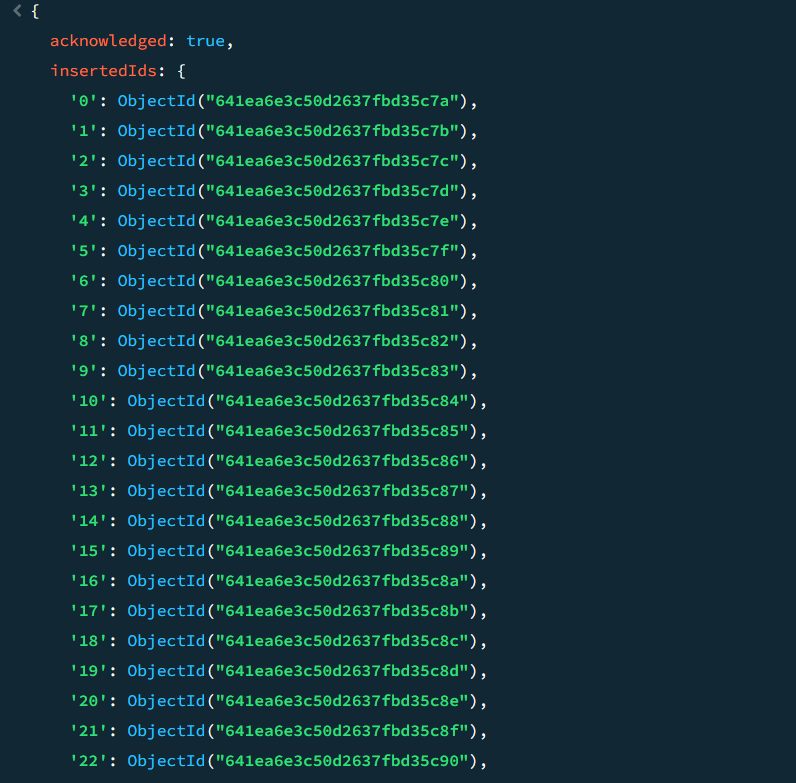 {
acknowledged: true,
insertedIds: {
'0': ObjectId("641ea6e3c50d2637fbd35c7a"),
'1': ObjectId("641ea6e3c50d2637fbd35c7b"),
'2': ObjectId("641ea6e3c50d2637fbd35c7c"),
'3': ObjectId("641ea6e3c50d2637fbd35c7d"),
'4': ObjectId("641ea6e3c50d2637fbd35c7e"),
'5': ObjectId("641ea6e3c50d2637fbd35c7f"),
'6': ObjectId("641ea6e3c50d2637fbd35c80"),
'7': ObjectId("641ea6e3c50d2637fbd35c81"),
'8': ObjectId("641ea6e3c50d2637fbd35c82"),
'9': ObjectId("641ea6e3c50d2637fbd35c83"),
'10': ObjectId("641ea6e3c50d2637fbd35c84"),
'11': ObjectId("641ea6e3c50d2637fbd35c85"),
'12': ObjectId("641ea6e3c50d2637fbd35c86"),
'13': ObjectId("641ea6e3c50d2637fbd35c87"),
'14': ObjectId("641ea6e3c50d2637fbd35c88"),
'15': ObjectId("641ea6e3c50d2637fbd35c89"),
'16': ObjectId("641ea6e3c50d2637fbd35c8a"),
'17': ObjectId("641ea6e3c50d2637fbd35c8b"),
'18': ObjectId("641ea6e3c50d2637fbd35c8c"),
'19': ObjectId("641ea6e3c50d2637fbd35c8d"),
'20': ObjectId("641ea6e3c50d2637fbd35c8e"),
'21': ObjectId("641ea6e3c50d2637fbd35c8f"),
'22': ObjectId("641ea6e3c50d2637fbd35c90"),